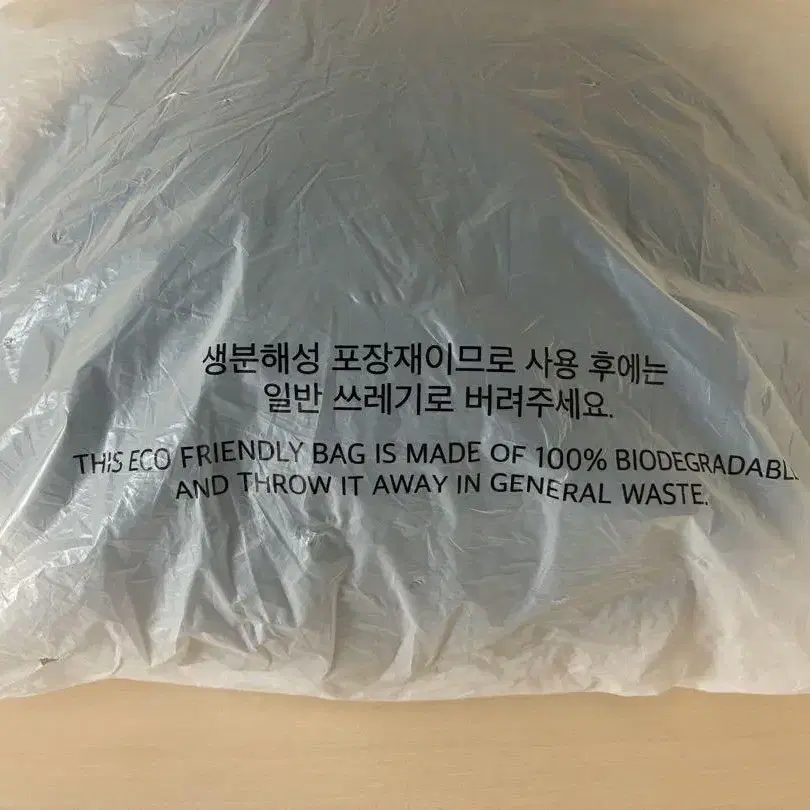 생분해성 포장재이므로 사용 후에는
일반 쓰레기로 버려주세요.
THIS ECO FRIENDLY BAG IS MADE OF 100% BIODEGRADABL
AND THROW IT AWAY IN GENERAL WASTE.